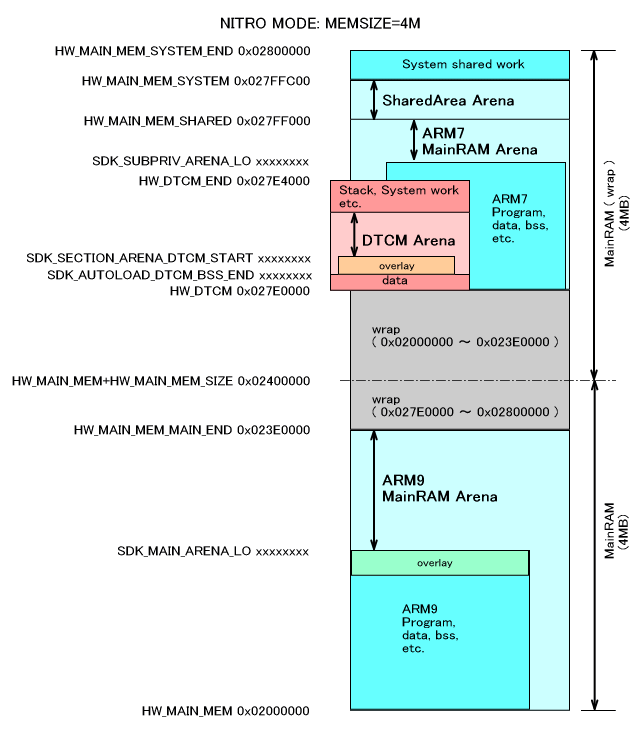 NITRO MODE: MEMSIZE=4M
HW_MAIN_MEM_SYSTEM_END 0x02800000
System shared work
HW_MAIN_MEM_SYSTEM 0x027FFC00
SharedArea Arena
HW_MAIN_MEM_SHARED 0x027FF000
ARM7
MainRAM Arena
SDK_SUBPRIV_ARENA_LO xxxxxxxx
HW_DTCM_END 0x027E4000
Stack, System work
etc.
ARM7
Program,
data, bss,
etc.
DTCM Arena
SDK_SECTION_ARENA_DTCM_START xxxxxxxx
overlay
SDK_AUTOLOAD_DTCM_BSS_END xxxxxxxx
data
HW_DTCM 0x027E0000
MainRAM ( wrap )
(4MB)
wrap
( 0x02000000 ～ 0x023E0000 )
HW_MAIN_MEM+HW_MAIN_MEM_SIZE 0x02400000
wrap
( 0x027E0000 ～ 0x02800000 )
HW_MAIN_MEM_MAIN_END 0x023E0000
ARM9
MainRAM Arena
MainRAM
(4MB)
SDK_MAIN_ARENA_LO xxxxxxxx
overlay
ARM9
Program,
data, bss,
etc.
HW_MAIN_MEM 0x02000000